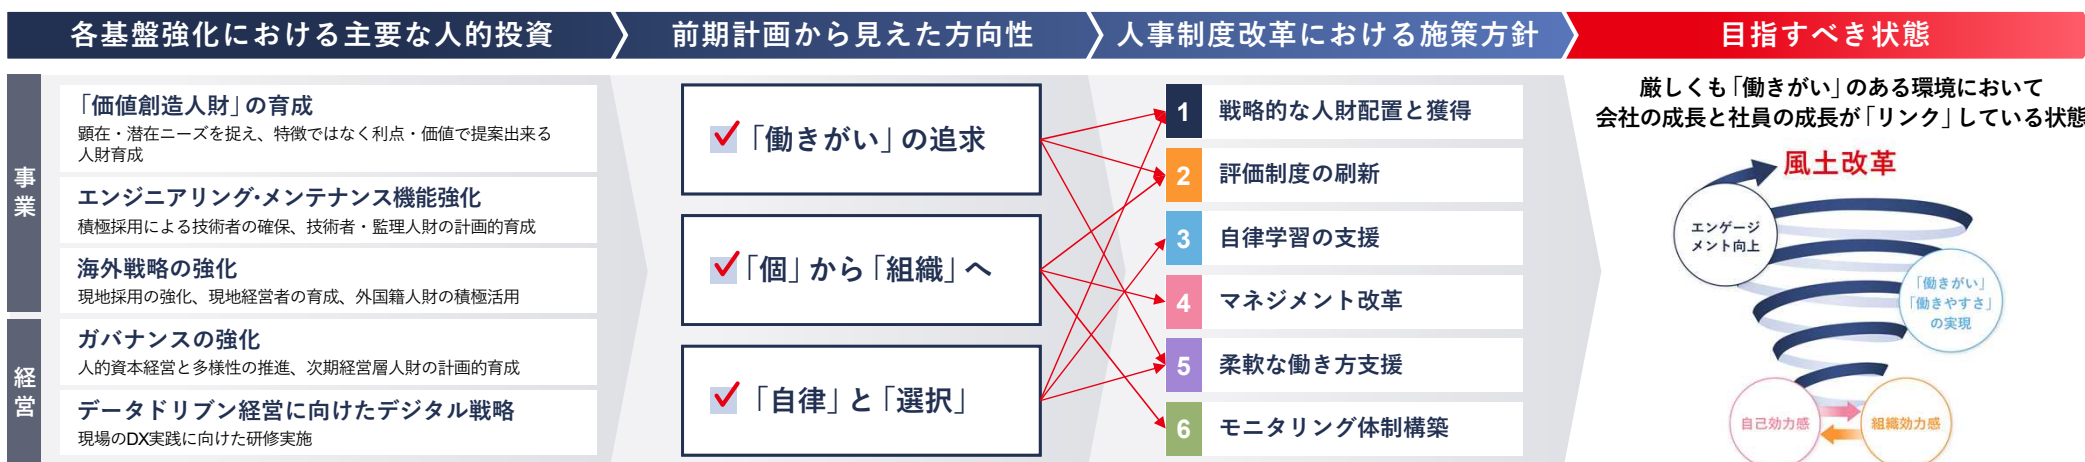 各基盤強化における主要な人的投資
前期計画から見えた方向性
人事制度改革における施策方針
目指すべき状態
事業
「価値創造人財」の育成
顕在・潜在ニーズを捉え、特徴ではなく利点・価値で提案出来る
人財育成
エンジニアリング・メンテナンス機能強化
積極採用による技術者の確保、技術者・監理人財の計画的育成
海外戦略の強化
現地採用の強化、現地経営者の育成、外国籍人財の積極活用
経営
ガバナンスの強化
人的資本経営と多様性の推進、次期経営層人財の計画的育成
データドリブン経営に向けたデジタル戦略
現場のDX実践に向けた研修実施
「働きがい」の追求
「個」から「組織」へ
「自律」と「選択」
1 戦略的な人財配置と獲得
2 評価制度の刷新
3 自律学習の支援
4 マネジメント改革
5 柔軟な働き方支援
6 モニタリング体制構築
厳しくも「働きがい」のある環境において
会社の成長と社員の成長が「リンク」している状態
風土改革
エンゲージ
メント向上
「働きがい」
「働きやすさ」
の実現
自己効力感
組織効力感